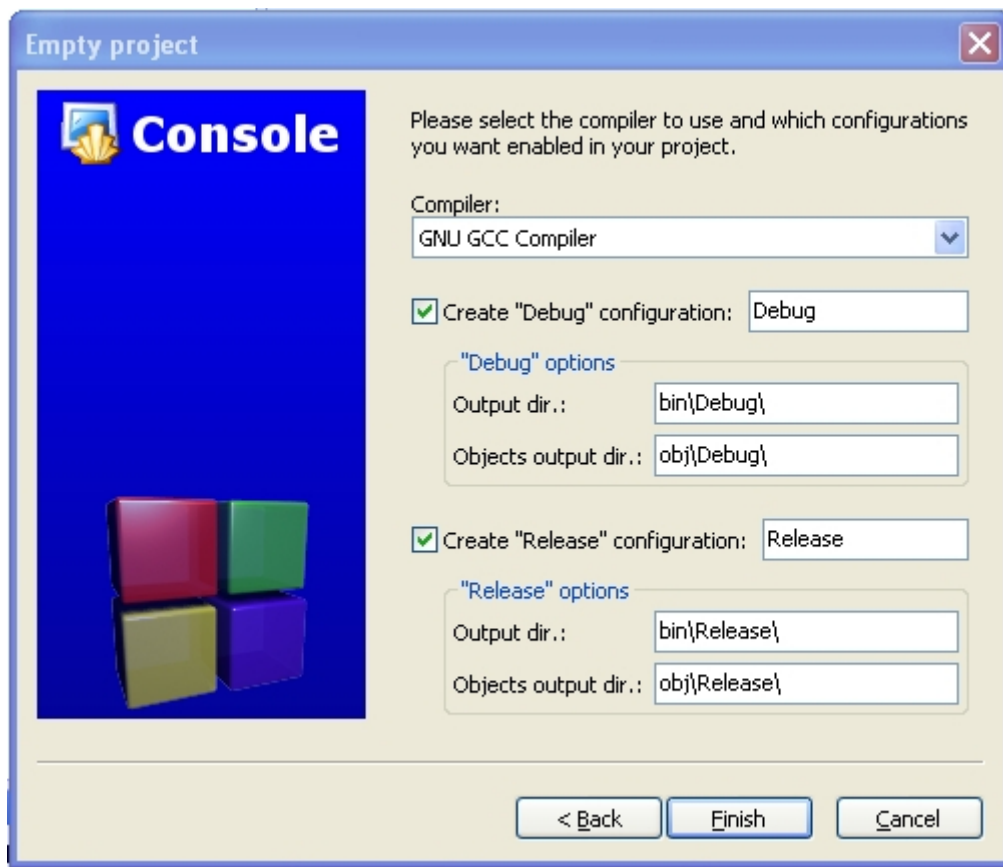 Empty project
Console
Please select the compiler to use and which configurations
you want enabled in your project.
Compiler:
GNU GCC Compiler
Create "Debug" configuration: Debug
"Debug" options
Output dir.: bin\Debug\
Objects output dir.: obj\Debug\
Create "Release" configuration: Release
"Release" options
Output dir.: bin\Release\
Objects output dir.: obj\Release\
< Back Finish Cancel